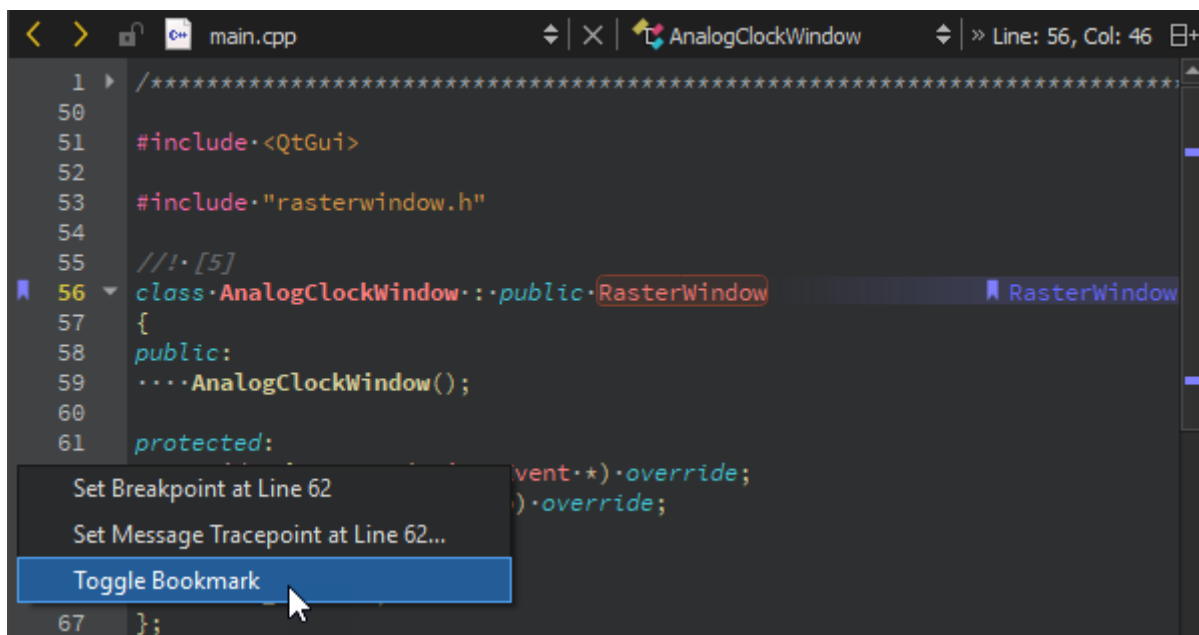 main.cpp AnalogClockWindow » Line: 56, Col: 46
1 /******************************************************************************
50
51 #include <QtGui>
52
53 #include "rasterwindow.h"
54
55 //! [5]
56 class AnalogClockWindow : public RasterWindow RasterWindow
57 {
58 public:
59 ····AnalogClockWindow();
60
61 protected:
vent *) override;
Set Breakpoint at Line 62
) override;
Set Message Tracepoint at Line 62...
Toggle Bookmark
67 };